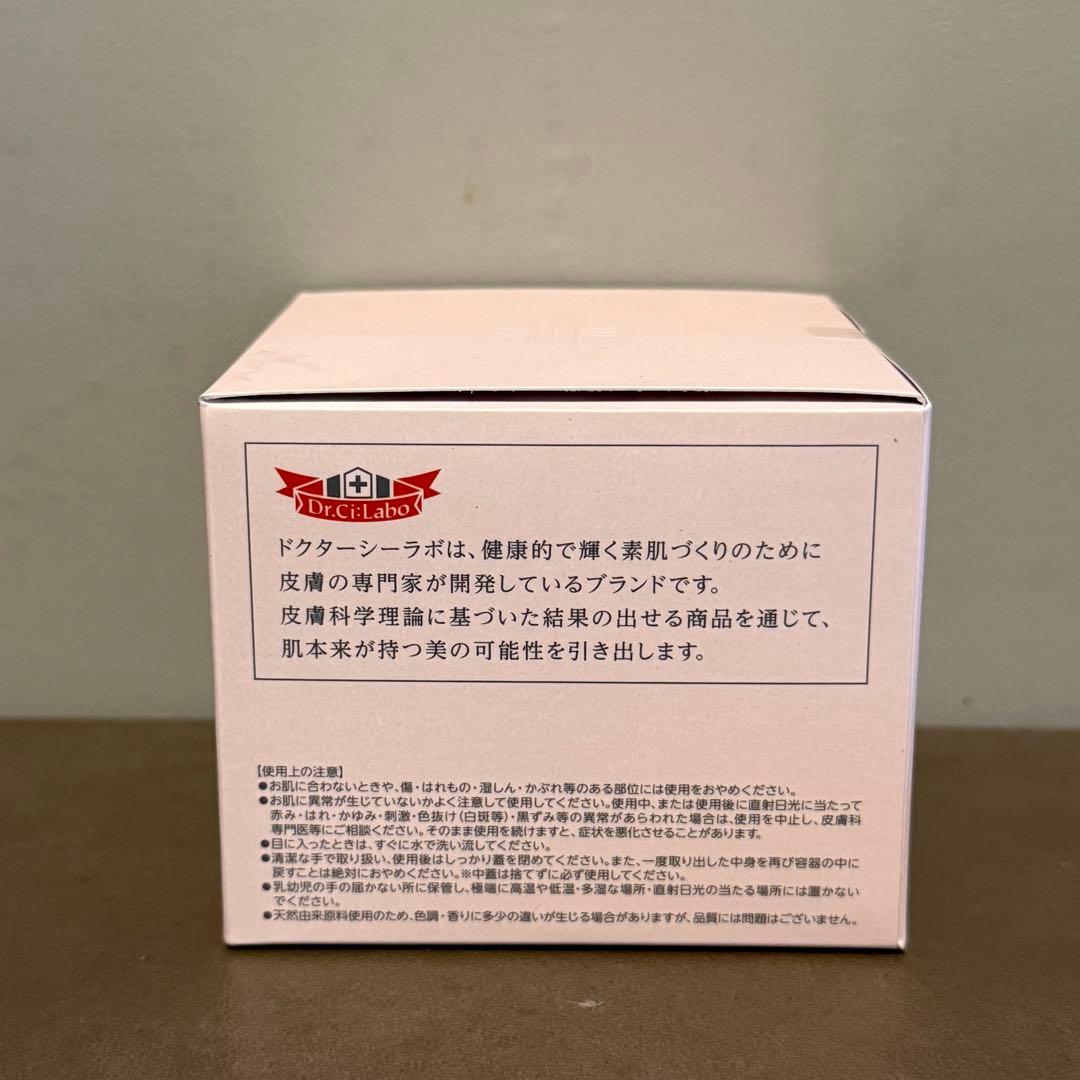 Dr.Ci:Labo
ドクターシーラボは、健康的で輝く素肌づくりのために
皮膚の専門家が開発しているブランドです。
皮膚科学理論に基づいた結果の出せる商品を通じて、
肌本来が持つ美の可能性を引き出します。
【使用上の注意】
●お肌に合わないときや、傷・はれもの・湿しん・かぶれ等のある部位には使用をおやめください。
●お肌に異常が生じていないかよく注意して使用してください。使用中、または使用後に直射日光に当たって
赤み・はれ・かゆみ・刺激・色抜け(白斑等)・黒ずみ等の異常があらわれた場合は、使用を中止し、皮膚科
専門医等にご相談ください。そのまま使用を続けますと、症状を悪化させることがあります。
●目に入ったときは、すぐに水で洗い流してください。
●清潔な手で取り扱い、使用後はしっかり蓋を閉めてください。また、一度取り出した中身を再び容器の中に
戻すことは絶対におやめください。※中蓋は捨てずに必ず使用してください。
●乳幼児の手の届かない所に保管し、極端に高温や低温・多湿な場所・直射日光の当たる場所には置かない
でください。
●天然由来原料使用のため、色調・香りに多少の違いが生じる場合がありますが、品質には問題はございません。